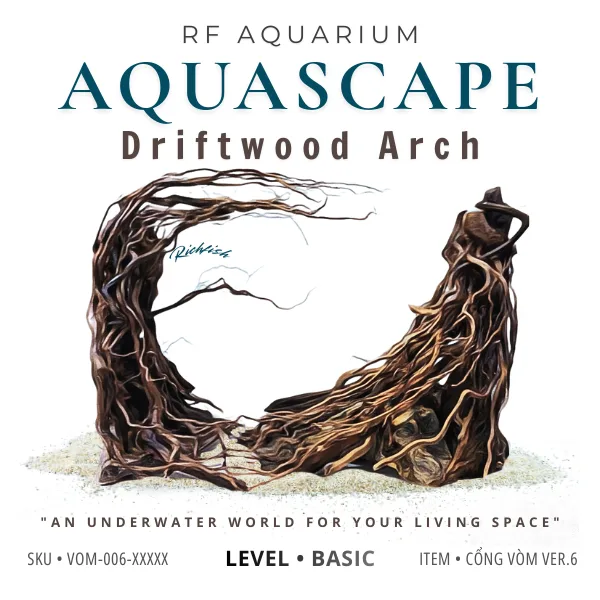 RF AQUARIUM
AQUASCAPE
Driftwood Arch
Richfish
"AN UNDERWATER WORLD FOR YOUR LIVING SPACE"
SKU • VOM-006-XXXXX
LEVEL • BASIC
ITEM • CỔNG VÒM VER.6